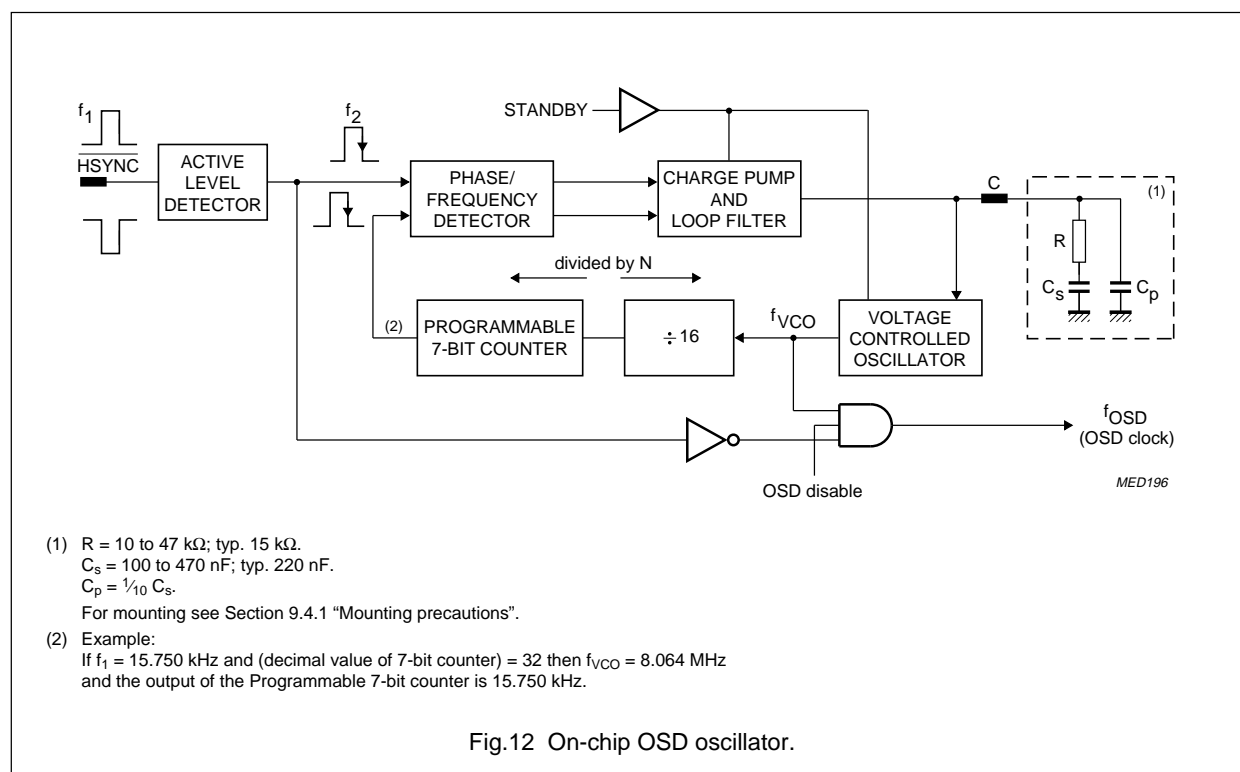 f1
HSYNC
ACTIVE
LEVEL
DETECTOR
f2
STANDBY
PHASE/
FREQUENCY
DETECTOR
CHARGE PUMP
AND
LOOP FILTER
C
(1)
R
Cs
Cp
divided by N
(2)
PROGRAMMABLE
7-BIT COUNTER
÷ 16
fVCO
VOLTAGE
CONTROLLED
OSCILLATOR
fOSD
(OSD clock)
OSD disable
MED196
(1) R = 10 to 47 kΩ; typ. 15 kΩ.
Cs = 100 to 470 nF; typ. 220 nF.
Cp = 1⁄10 Cs.
For mounting see Section 9.4.1 “Mounting precautions”.
(2) Example:
If f1 = 15.750 kHz and (decimal value of 7-bit counter) = 32 then fVCO = 8.064 MHz
and the output of the Programmable 7-bit counter is 15.750 kHz.
Fig.12 On-chip OSD oscillator.